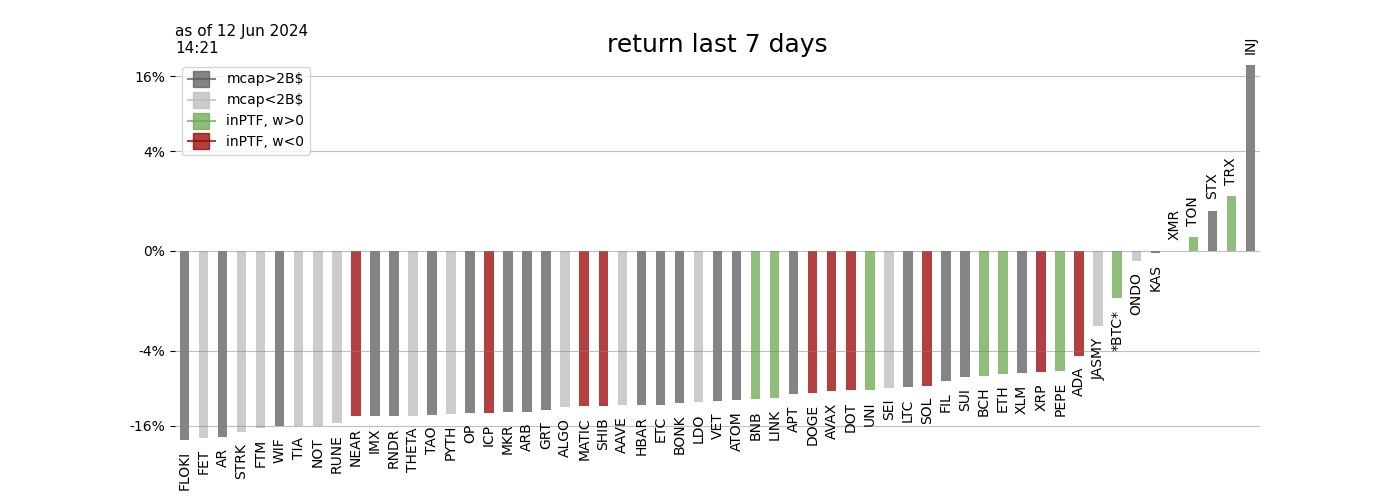 as of 12 Jun 2024
14:21
return last 7 days
mcap>2B$
mcap<2B$
inPTF, w>0
inPTF, w<0
16%
4%
0%
-4%
-16%
FLOKI
FET
AR
STRK
FTM
WIF
TIA
NOT
RUNE
NEAR
IMX
RNDR
THETA
TAO
PYTH
OP
ICP
MKR
ARB
GRT
ALGO
MATIC
SHIB
AAVE
HBAR
ETC
BONK
LDO
VET
ATOM
BNB
LINK
APT
DOGE
AVAX
DOT
UNI
SEI
LTC
SOL
FIL
SUI
BCH
ETH
XLM
XRP
PEPE
ADA
JASMY
*BTC*
ONDO
KAS
XMR
TON
STX
TRX
INJ